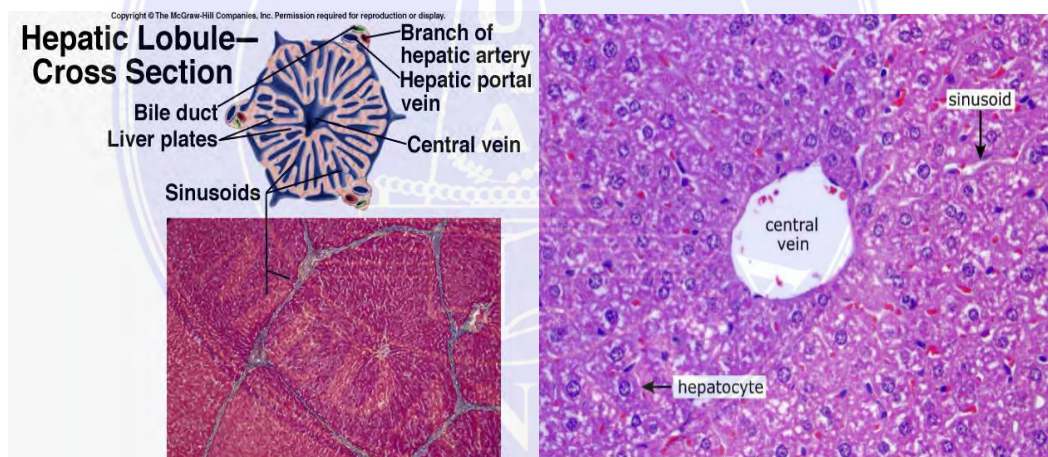 Copyright © The McGraw-Hill Companies, Inc. Permission required for reproduction or display.
Hepatic Lobule—
Cross Section
Branch of
hepatic artery
Hepatic portal
vein
Bile duct
Liver plates
Central vein
Sinusoids
sinusoid
central
vein
hepatocyte